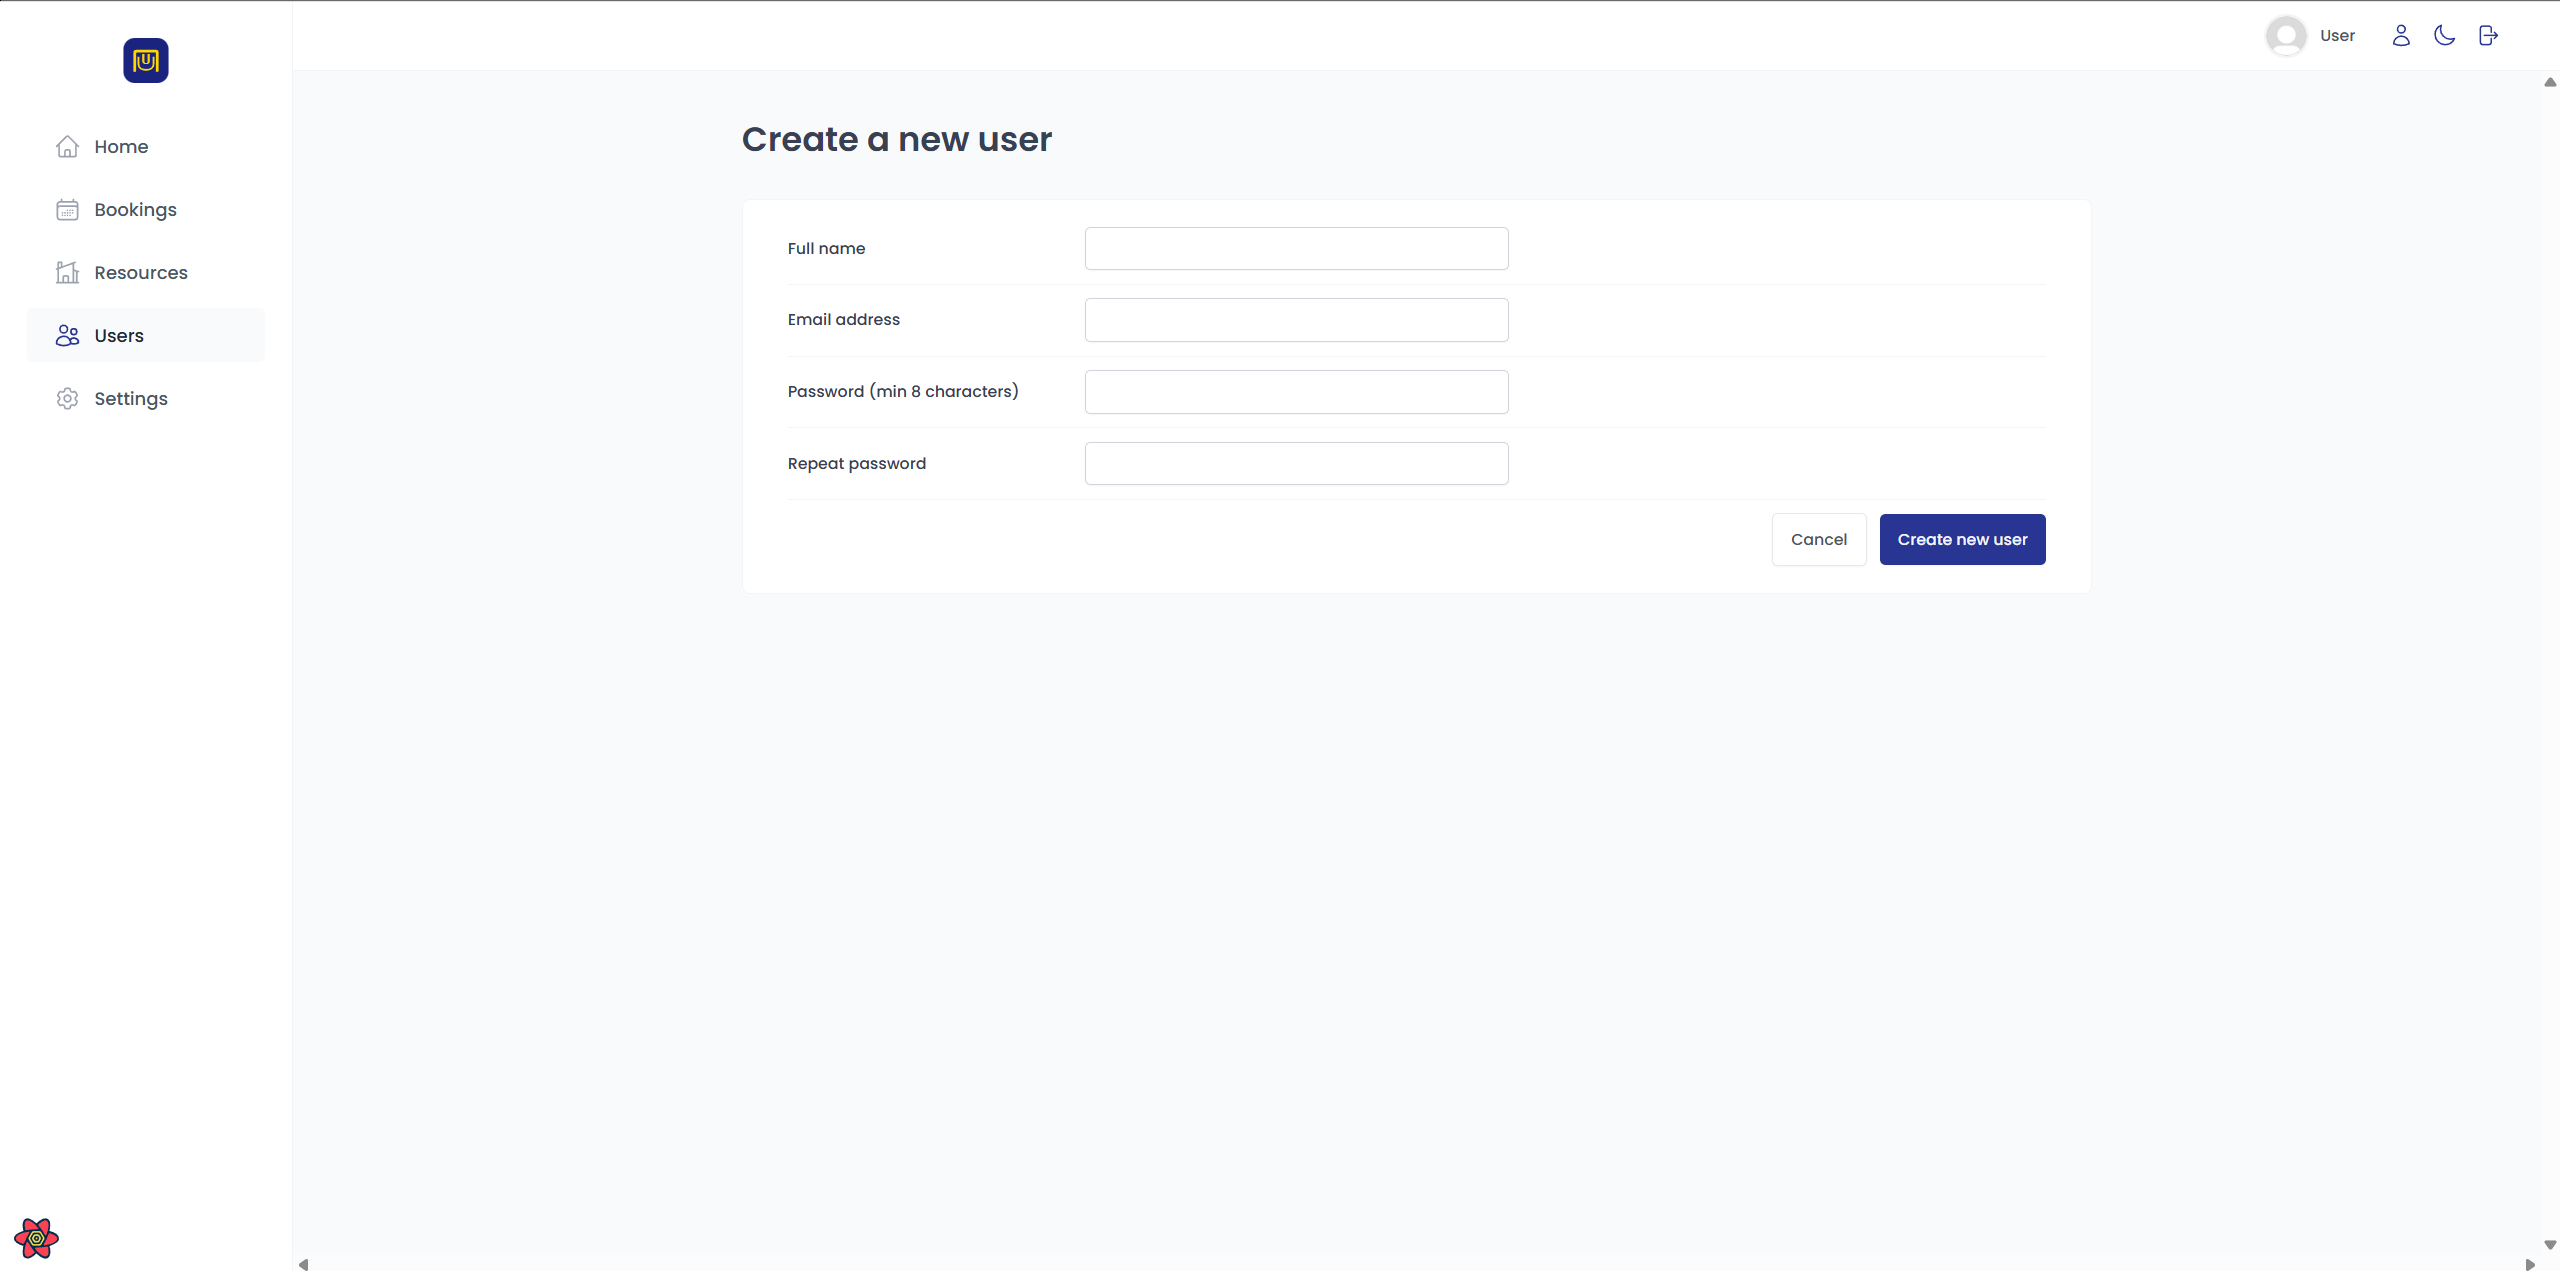 U
User
Home
Bookings
Resources
Users
Settings
Create a new user
Full name
Email address
Password (min 8 characters)
Repeat password
Cancel
Create new user